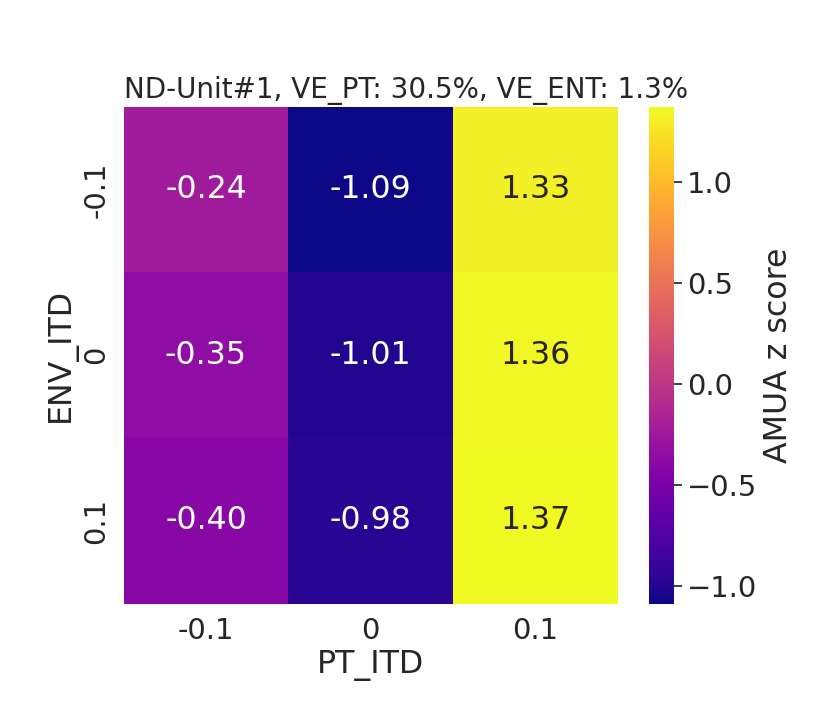 ND-Unit#1, VE_PT: 30.5%, VE_ENT: 1.3%
-0.1
-0.24 -1.09 1.33
0
-0.35 -1.01 1.36
0.1
-0.40 -0.98 1.37
ENV_ITD
-0.1 0 0.1
PT_ITD
1.0
0.5
0.0
−0.5
−1.0
AMUA z score